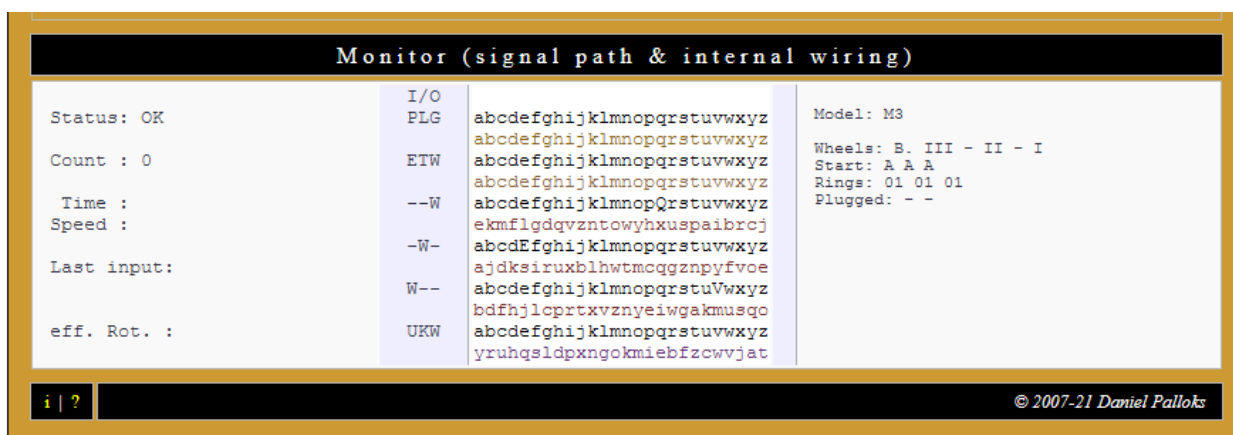 Monitor (signal path & internal wiring)
I/O
Status: OK PLG abcdefghijklmnopqrstuvwxyz Model: M3
abcdefghijklmnopqrstuvwxyz
Wheels: B. III - II - I
Count : 0 ETW abcdefghijklmnopqrstuvwxyz Start: A A A
abcdefghijklmnopqrstuvwxyz Rings: 01 01 01
Time : --W abcdefghijklmnopQrstuvwxyz Plugged: - -
Speed : ekmflgdqvzntowyhxuspaibrcj
-W- abcdEfghijklmnopqrstuvwxyz
Last input: ajdksiruxblhwtmcqgznpyfvoe
W-- abcdefghijklmnopqrstuVwxyz
bdfhjlcprtxvznyeiwgakmusqo
eff. Rot. : UKW abcdefghijklmnopqrstuvwxyz
yruhqsldpxngokmiebfzcwvjat
i | ? © 2007-21 Daniel Palloks